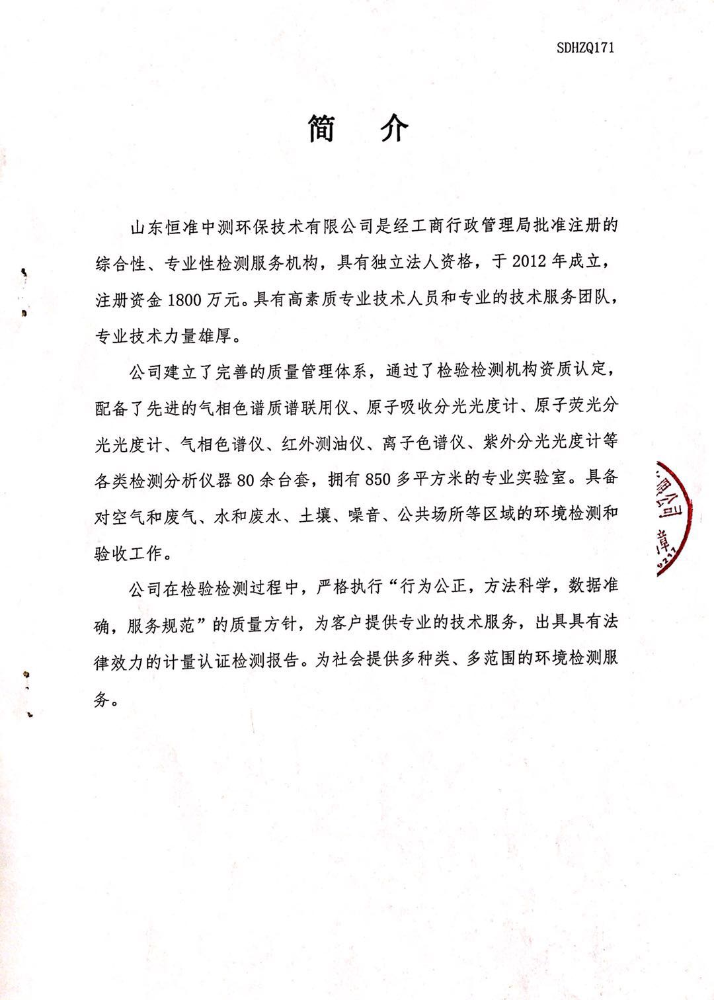 SDHZQ171
简 介
山东恒准中测环保技术有限公司是经工商行政管理局批准注册的
综合性、专业性检测服务机构，具有独立法人资格，于 2012 年成立，
注册资金 1800 万元。具有高素质专业技术人员和专业的技术服务团队，
专业技术力量雄厚。
公司建立了完善的质量管理体系，通过了检验检测机构资质认定，
配备了先进的气相色谱质谱联用仪、原子吸收分光光度计、原子荧光分
光光度计、气相色谱仪、红外测油仪、离子色谱仪、紫外分光光度计等
各类检测分析仪器 80 余台套，拥有 850 多平方米的专业实验室。具备
对空气和废气、水和废水、土壤、噪音、公共场所等区域的环境检测和
验收工作。
公司在检验检测过程中，严格执行“行为公正，方法科学，数据准
确，服务规范”的质量方针，为客户提供专业的技术服务，出具具有法
律效力的计量认证检测报告。为社会提供多种类、多范围的环境检测服
务。
限公司
章
9217